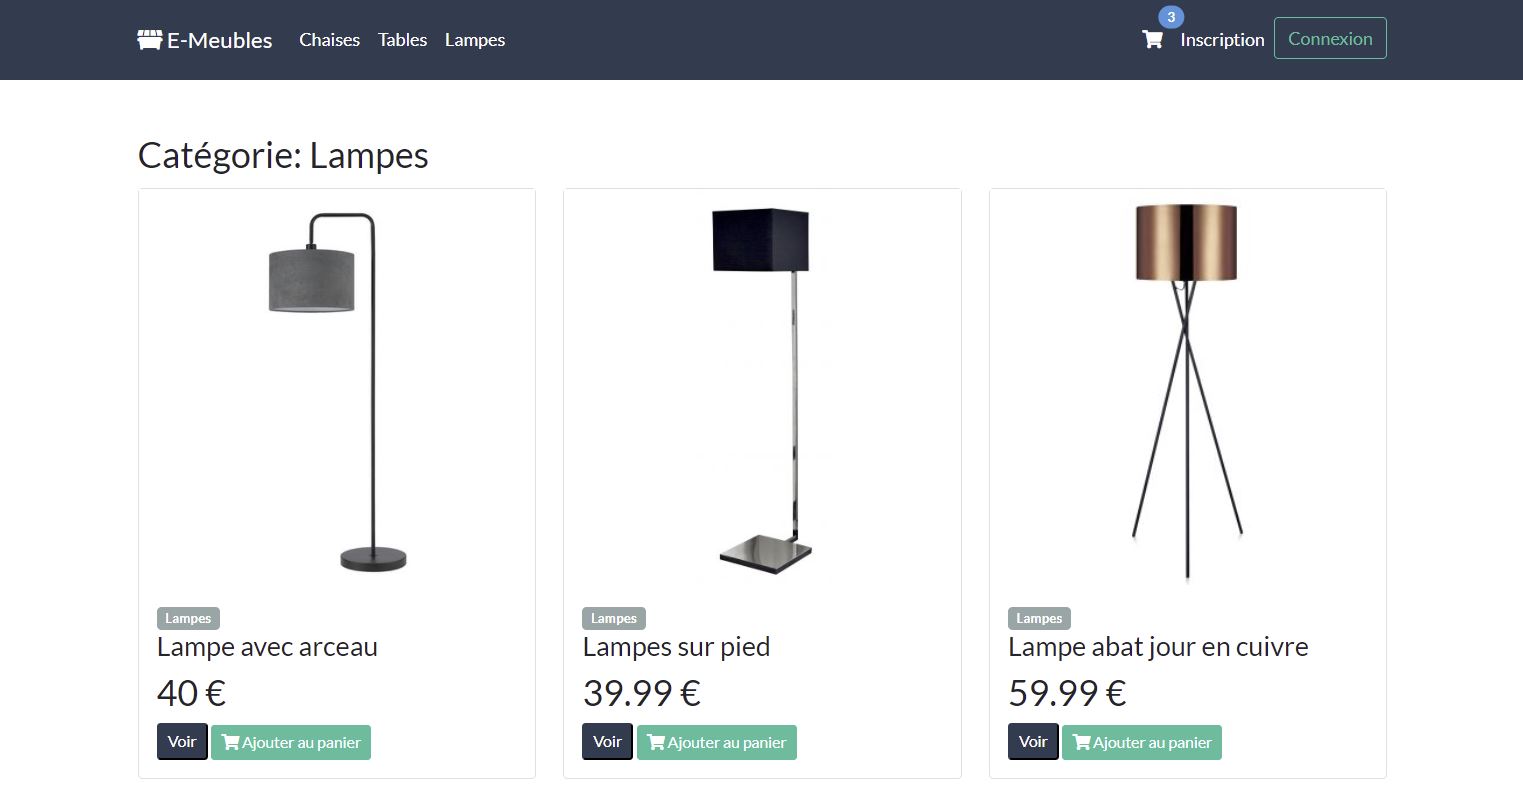 3
E-Meubles Chaises Tables Lampes Inscription Connexion
Catégorie: Lampes
Lampes Lampes Lampes
Lampe avec arceau Lampes sur pied Lampe abat jour en cuivre
40 € 39.99 € 59.99 €
Voir Ajouter au panier Voir Ajouter au panier Voir Ajouter au panier